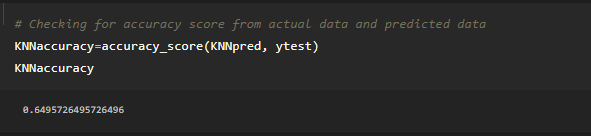 # Checking for accuracy score from actual data and predicted data
KNNaccuracy=accuracy_score(KNNpred, ytest)
KNNaccuracy
0.6495726495726496